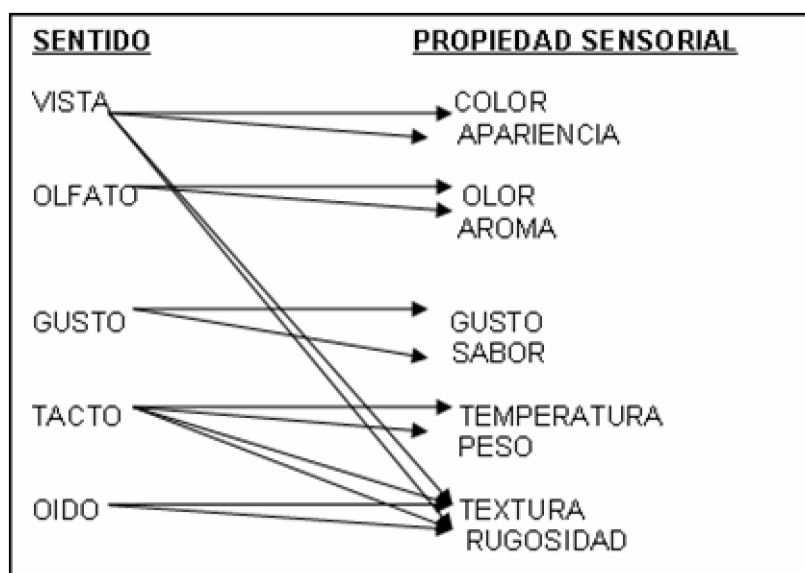 SENTIDO PROPIEDAD SENSORIAL
VISTA COLOR
APARIENCIA
OLFATO OLOR
AROMA
GUSTO GUSTO
SABOR
TACTO TEMPERATURA
PESO
OIDO TEXTURA
RUGOSIDAD